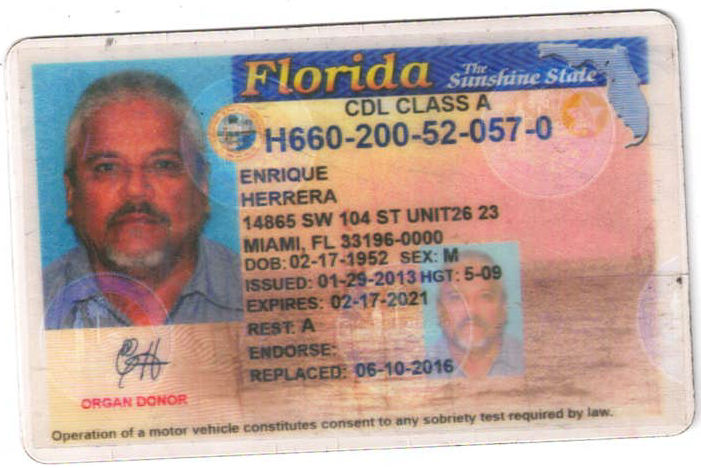 Florida The Sunshine State
CDL CLASS A
H660-200-52-057-0
ENRIQUE
HERRERA
14865 SW 104 ST UNIT26 23
MIAMI, FL 33196-0000
DOB: 02-17-1952 SEX: M
ISSUED: 01-29-2013 HGT: 5-09
EXPIRES: 02-17-2021
REST: A
ENDORSE:
REPLACED: 06-10-2016
ORGAN DONOR
Operation of a motor vehicle constitutes consent to any sobriety test required by law.